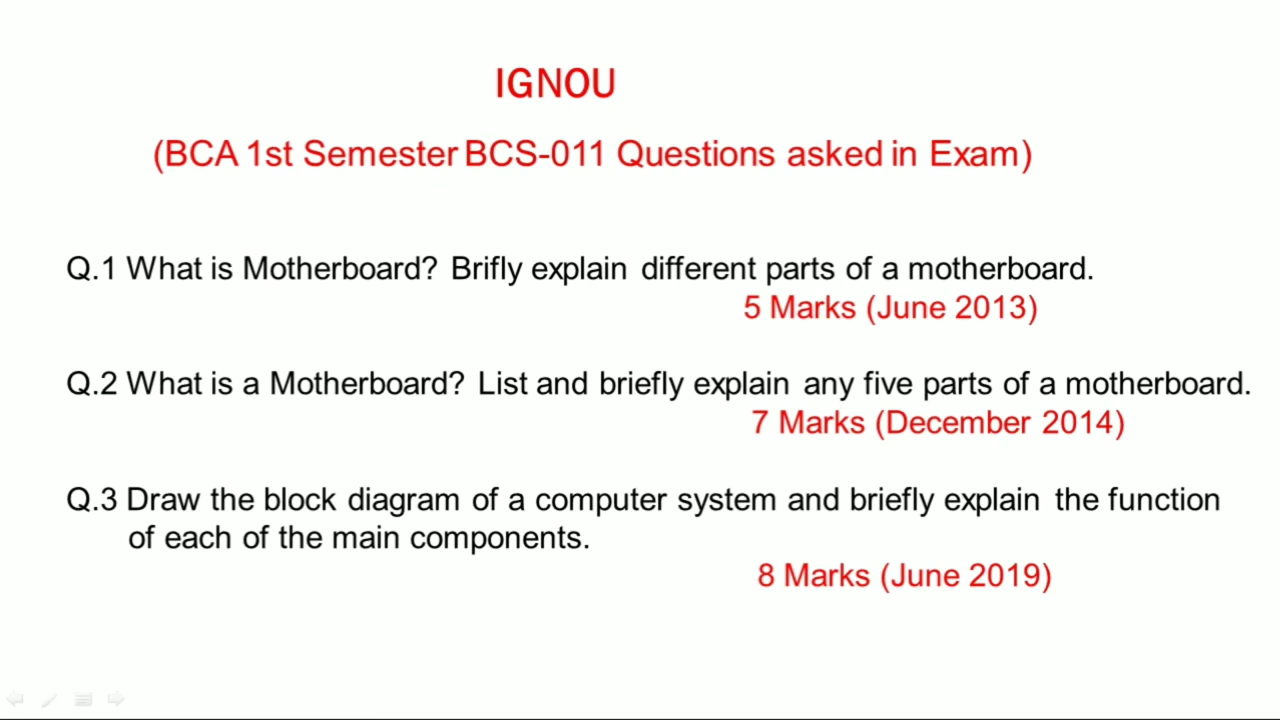 IGNOU
(BCA 1st Semester BCS-011 Questions asked in Exam)
Q.1 What is Motherboard? Brifly explain different parts of a motherboard.
5 Marks (June 2013)
Q.2 What is a Motherboard? List and briefly explain any five parts of a motherboard.
7 Marks (December 2014)
Q.3 Draw the block diagram of a computer system and briefly explain the function
of each of the main components.
8 Marks (June 2019)